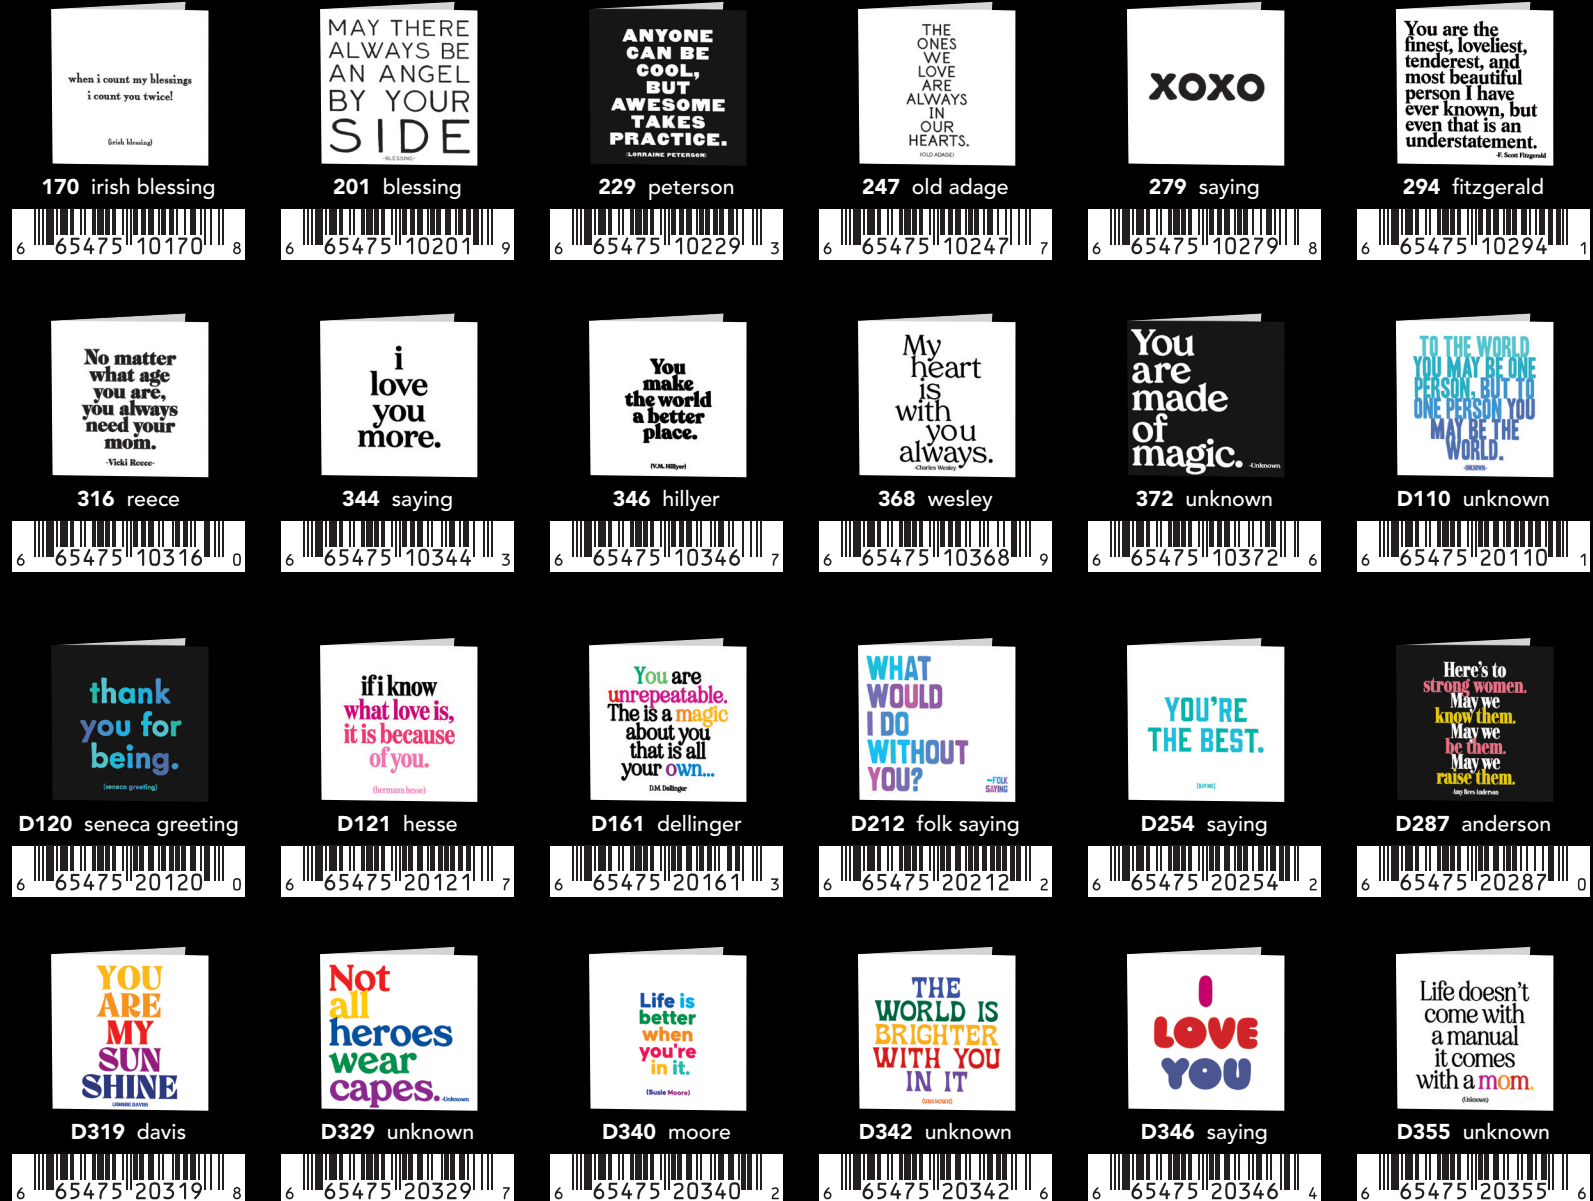 when i count my blessings
i count you twice!
(irish blessing)
170 irish blessing
6 65475 10170 8
MAY THERE
ALWAYS BE
AN ANGEL
BY YOUR
SIDE
-BLESSING-
201 blessing
6 65475 10201 9
ANYONE
CAN BE
COOL,
BUT
AWESOME
TAKES
PRACTICE.
(LORRAINE PETERSON)
229 peterson
6 65475 10229 3
THE
ONES
WE
LOVE
ARE
ALWAYS
IN
OUR
HEARTS.
(OLD ADAGE)
247 old adage
6 65475 10247 7
XOXO
279 saying
6 65475 10279 8
You are the
finest, loveliest,
tenderest, and
most beautiful
person I have
ever known, but
even that is an
understatement.
-F. Scott Fitzgerald
294 fitzgerald
6 65475 10294 1
No matter
what age
you are,
you always
need your
mom.
-Vicki Reece-
316 reece
6 65475 10316 0
i
love
you
more.
344 saying
6 65475 10344 3
You
make
the world
a better
place.
(V.M. Hillyer)
346 hillyer
6 65475 10346 7
My
heart
is
with
you
always.
-Charles Wesley
368 wesley
6 65475 10368 9
You
are
made
of
magic.
-Unknown
372 unknown
6 65475 10372 6
TO THE WORLD
YOU MAY BE ONE
PERSON, BUT TO
ONE PERSON YOU
MAY BE THE
WORLD.
-UNKNOWN-
D110 unknown
6 65475 20110 1
thank
you for
being.
(seneca greeting)
D120 seneca greeting
6 65475 20120 0
if i know
what love is,
it is because
of you.
(hermann hesse)
D121 hesse
6 65475 20121 7
You are
unrepeatable.
The is a magic
about you
that is all
your own...
D.M. Dellinger
D161 dellinger
6 65475 20161 3
WHAT
WOULD
I DO
WITHOUT
YOU?
—FOLK
SAYING
D212 folk saying
6 65475 20212 2
YOU'RE
THE BEST.
(SAYING)
D254 saying
6 65475 20254 2
Here's to
strong women.
May we
know them.
May we
be them.
May we
raise them.
-Amy Rees Anderson
D287 anderson
6 65475 20287 0
YOU
ARE
MY
SUN
SHINE
(JIMMIE DAVIS)
D319 davis
6 65475 20319 8
Not
all
heroes
wear
capes.
-Unknown
D329 unknown
6 65475 20329 7
Life is
better
when
you're
in it.
(Susie Moore)
D340 moore
6 65475 20340 2
THE
WORLD IS
BRIGHTER
WITH YOU
IN IT
(UNKNOWN)
D342 unknown
6 65475 20342 6
I
LOVE
YOU
D346 saying
6 65475 20346 4
Life doesn't
come with
a manual
it comes
with a mom.
(Unknown)
D355 unknown
6 65475 20355 6